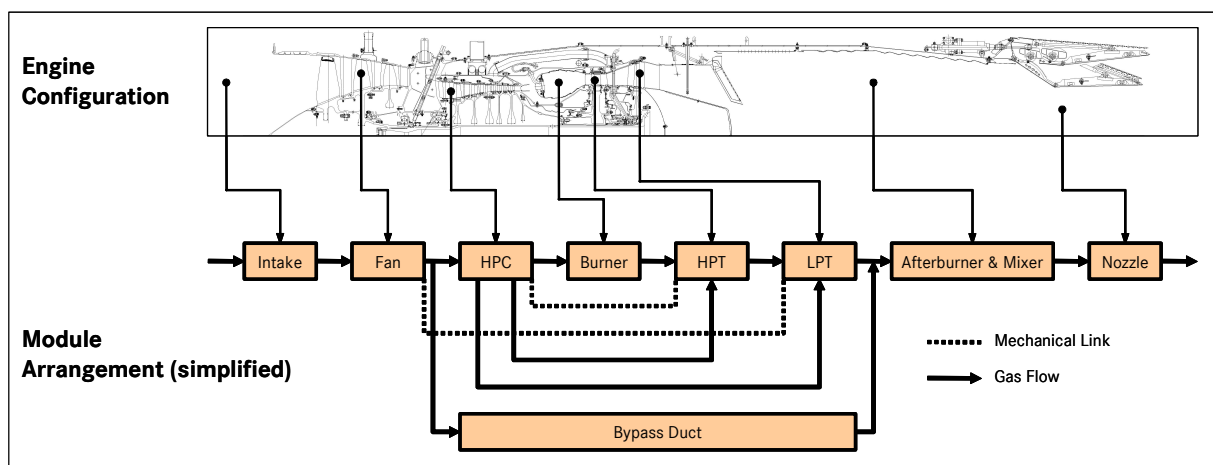 Engine
Configuration
Intake
Fan
HPC
Burner
HPT
LPT
Afterburner & Mixer
Nozzle
Module
Arrangement (simplified)
Mechanical Link
Gas Flow
Bypass Duct